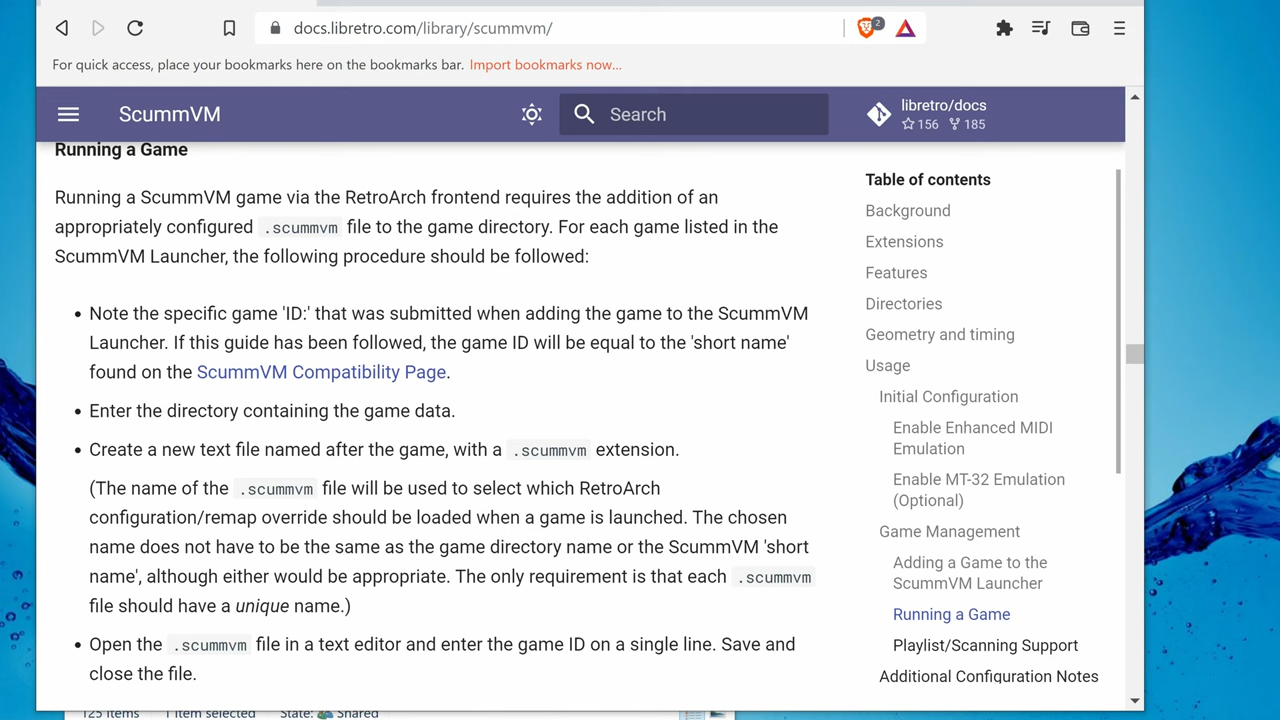 docs.libretro.com/library/scummvm/
2
For quick access, place your bookmarks here on the bookmarks bar. Import bookmarks now...
ScummVM
Search
libretro/docs
156 185
Running a Game
Running a ScummVM game via the RetroArch frontend requires the addition of an
appropriately configured .scummvm file to the game directory. For each game listed in the
ScummVM Launcher, the following procedure should be followed:
• Note the specific game 'ID:' that was submitted when adding the game to the ScummVM
Launcher. If this guide has been followed, the game ID will be equal to the 'short name'
found on the ScummVM Compatibility Page.
• Enter the directory containing the game data.
• Create a new text file named after the game, with a .scummvm extension.
(The name of the .scummvm file will be used to select which RetroArch
configuration/remap override should be loaded when a game is launched. The chosen
name does not have to be the same as the game directory name or the ScummVM 'short
name', although either would be appropriate. The only requirement is that each .scummvm
file should have a unique name.)
• Open the .scummvm file in a text editor and enter the game ID on a single line. Save and
close the file.
Table of contents
Background
Extensions
Features
Directories
Geometry and timing
Usage
Initial Configuration
Enable Enhanced MIDI
Emulation
Enable MT-32 Emulation
(Optional)
Game Management
Adding a Game to the
ScummVM Launcher
Running a Game
Playlist/Scanning Support
Additional Configuration Notes
125 items 1 item selected State: Shared